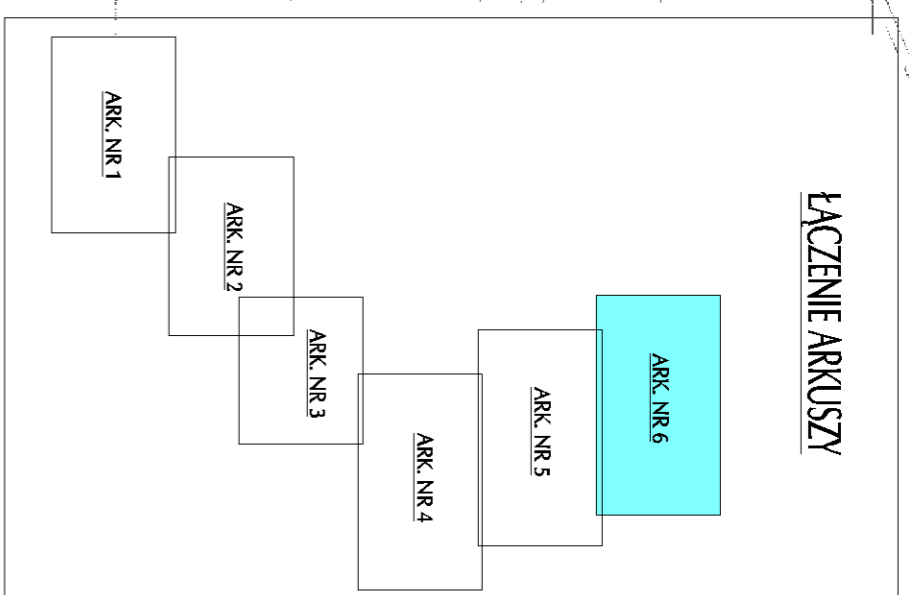 ŁĄCZENIE ARKUSZY
ARK. NR 6
ARK. NR 5
ARK. NR 4
ARK. NR 3
ARK. NR 2
ARK. NR 1